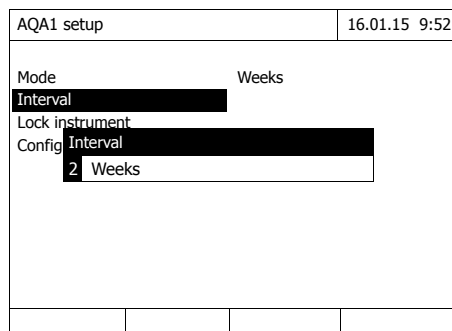 AQA1 setup 16.01.15 9:52
Mode Weeks
Interval
Lock instrument
Config
Interval
2 Weeks